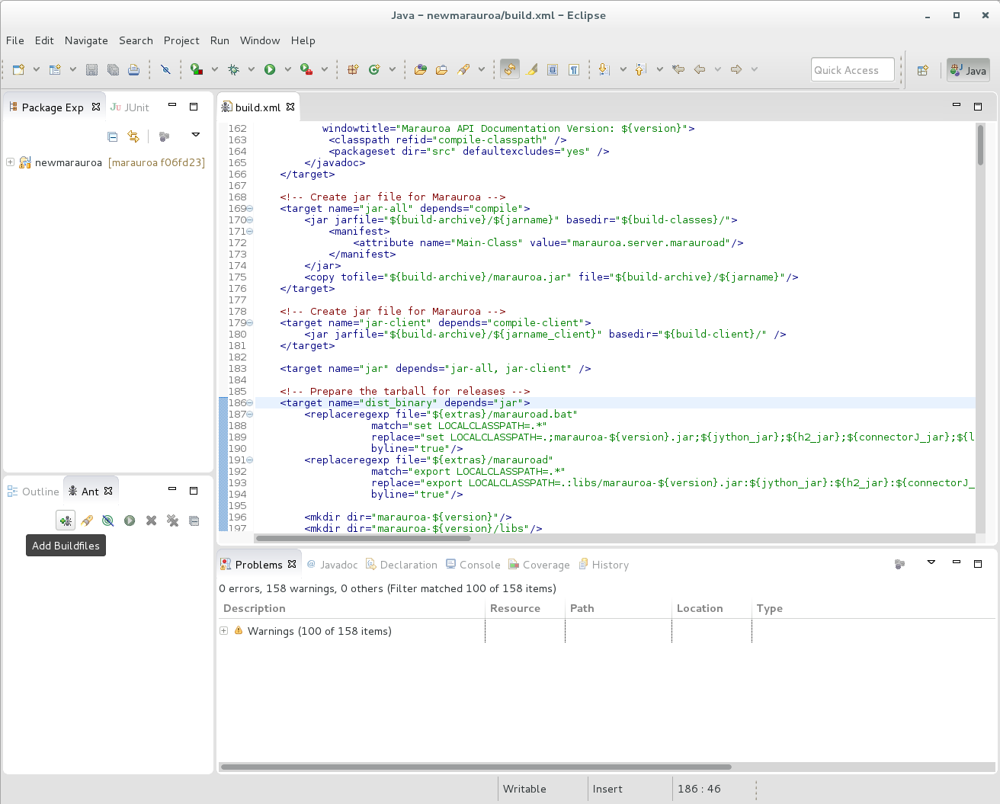 Java – newmarauroa/build.xml – Eclipse
File Edit Navigate Search Project Run Window Help
Quick Access
Java
Package Exp JUnit
newmarauroa [marauroa f06fd23]
build.xml
162 windowtitle="Marauroa API Documentation Version: ${version}">
163 <classpath refid="compile-classpath" />
164 <packageset dir="src" defaultexcludes="yes" />
165 </javadoc>
166 </target>
167
168 <!-- Create jar file for Marauroa -->
169 <target name="jar-all" depends="compile">
170 <jar jarfile="${build-archive}/${jarname}" basedir="${build-classes}/">
171 <manifest>
172 <attribute name="Main-Class" value="marauroa.server.marauroad"/>
173 </manifest>
174 </jar>
175 <copy tofile="${build-archive}/marauroa.jar" file="${build-archive}/${jarname}"/>
176 </target>
177
178 <!-- Create jar file for Marauroa -->
179 <target name="jar-client" depends="compile-client">
180 <jar jarfile="${build-archive}/${jarname_client}" basedir="${build-client}/" />
181 </target>
182
183 <target name="jar" depends="jar-all, jar-client" />
184
185 <!-- Prepare the tarball for releases -->
186 <target name="dist_binary" depends="jar">
187 <replaceregexp file="${extras}/marauroad.bat"
188 match="set LOCALCLASSPATH=.*"
189 replace="set LOCALCLASSPATH=.;marauroa-${version}.jar;${jython_jar};${h2_jar};${connectorJ_jar};${l
190 byline="true"/>
191 <replaceregexp file="${extras}/marauroad"
192 match="export LOCALCLASSPATH=.*"
193 replace="export LOCALCLASSPATH=.:libs/marauroa-${version}.jar:${jython_jar}:${h2_jar}:${connectorJ_
194 byline="true"/>
195
196 <mkdir dir="marauroa-${version}"/>
197 <mkdir dir="marauroa-${version}/libs"/>
Outline Ant
Add Buildfiles
Problems Javadoc Declaration Console Coverage History
0 errors, 158 warnings, 0 others (Filter matched 100 of 158 items)
Description Resource Path Location Type
Warnings (100 of 158 items)
Writable Insert 186 : 46